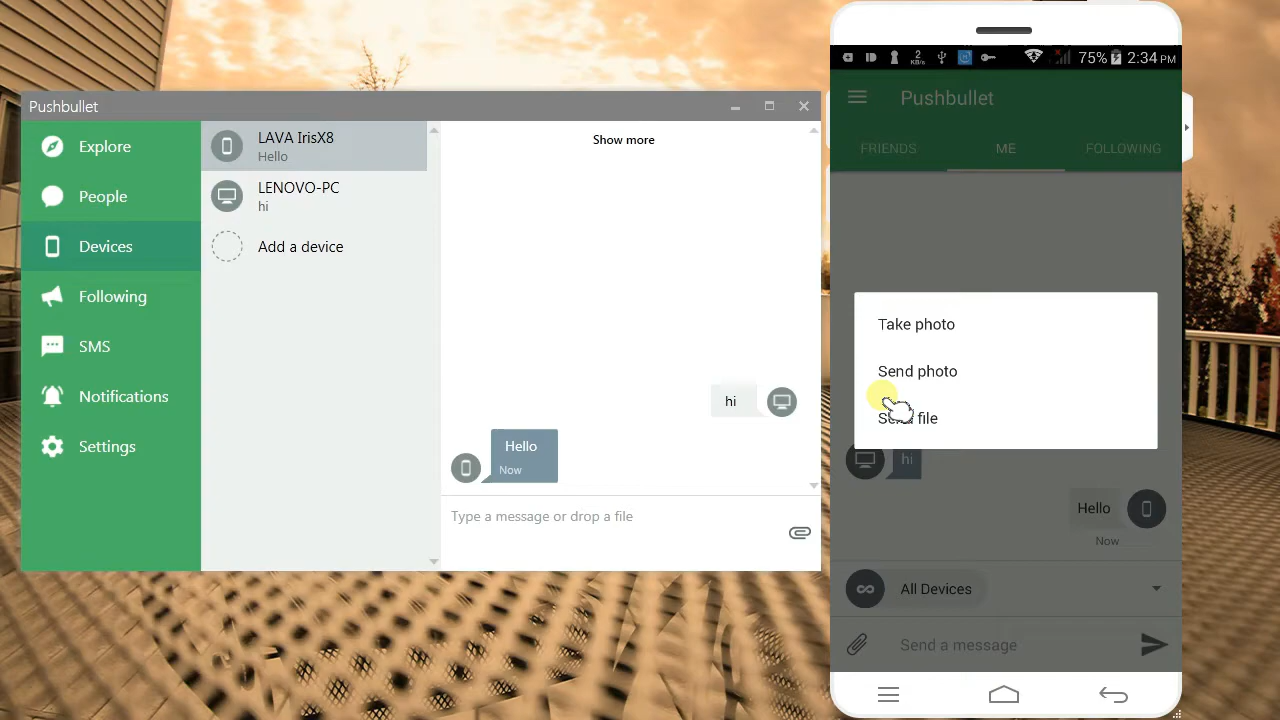 Pushbullet
Explore
People
Devices
Following
SMS
Notifications
Settings
LAVA IrisX8
Hello
LENOVO-PC
hi
Add a device
Show more
hi
Hello
Now
Type a message or drop a file
2
KB/s
75%
2:34 PM
Pushbullet
FRIENDS
ME
FOLLOWING
Take photo
Send photo
file
hi
Hello
Now
All Devices
Send a message